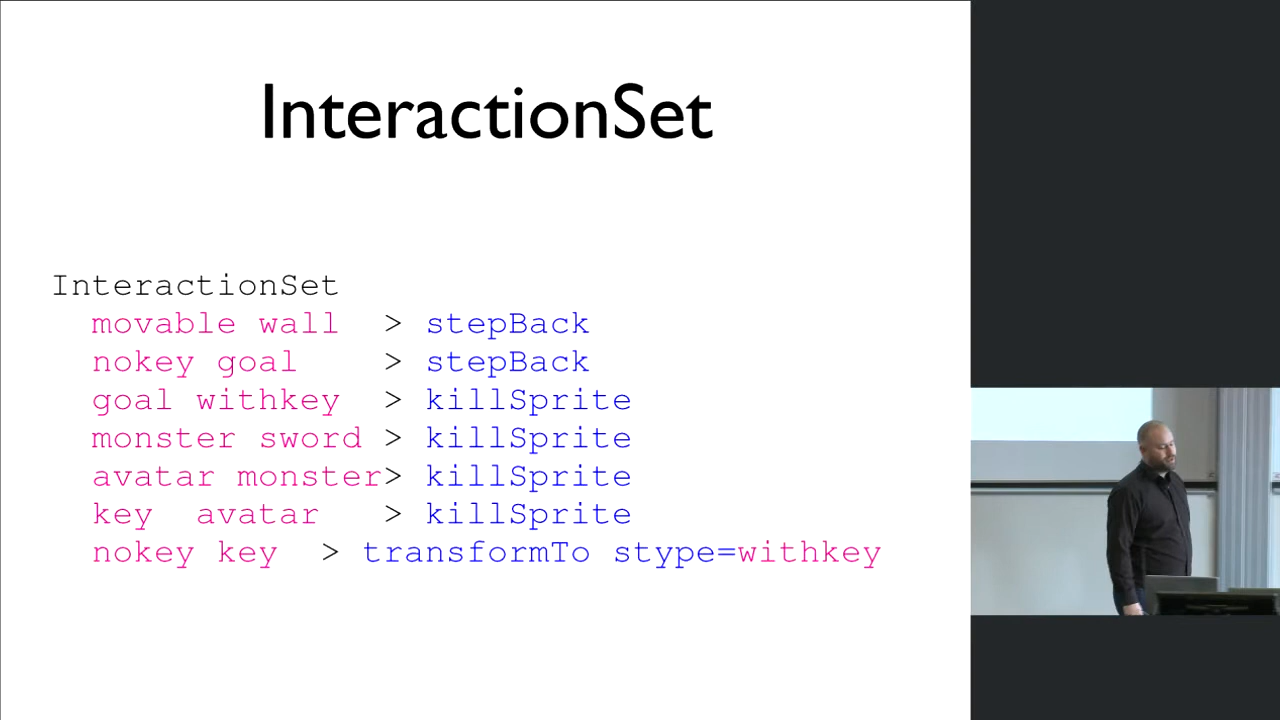 InteractionSet
InteractionSet
movable wall > stepBack
nokey goal > stepBack
goal withkey > killSprite
monster sword > killSprite
avatar monster> killSprite
key avatar > killSprite
nokey key > transformTo stype=withkey